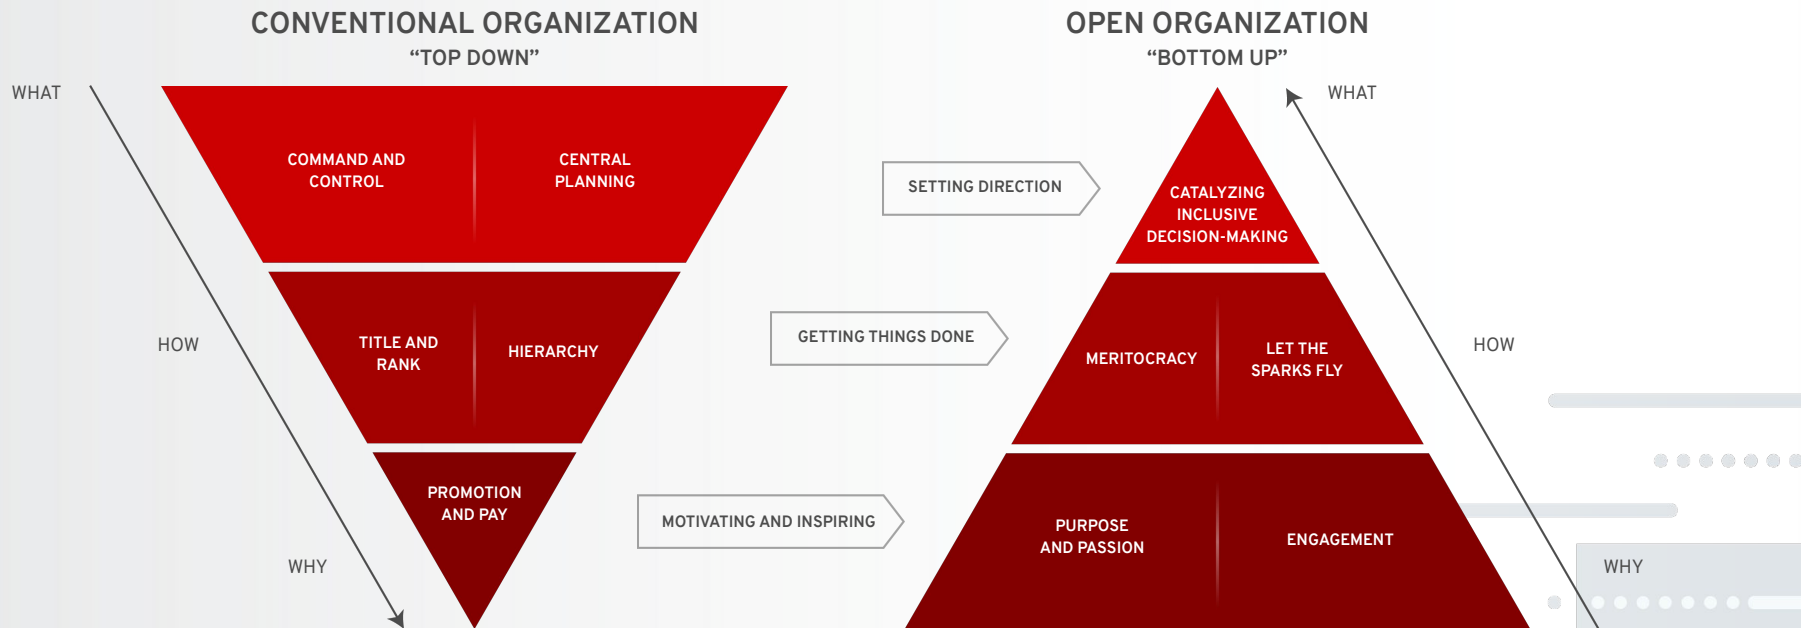 CONVENTIONAL ORGANIZATION
“TOP DOWN”
WHAT
COMMAND AND
CONTROL
CENTRAL
PLANNING
HOW
TITLE AND
RANK
HIERARCHY
WHY
PROMOTION
AND PAY
SETTING DIRECTION
GETTING THINGS DONE
MOTIVATING AND INSPIRING
OPEN ORGANIZATION
“BOTTOM UP”
WHAT
CATALYZING
INCLUSIVE
DECISION-MAKING
HOW
MERITOCRACY
LET THE
SPARKS FLY
WHY
PURPOSE
AND PASSION
ENGAGEMENT